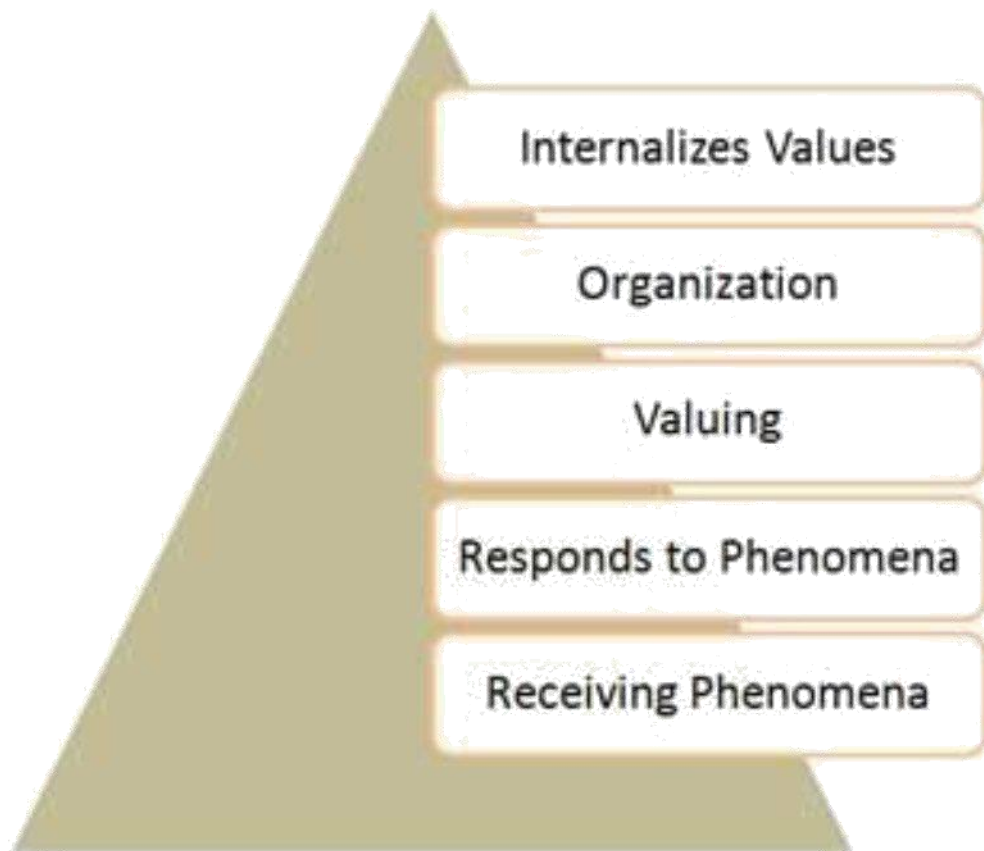 Internalizes Values
Organization
Valuing
Responds to Phenomena
Receiving Phenomena